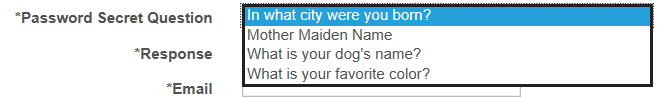 *Password Secret Question
In what city were you born?
Mother Maiden Name
*Response
What is your dog's name?
What is your favorite color?
*Email